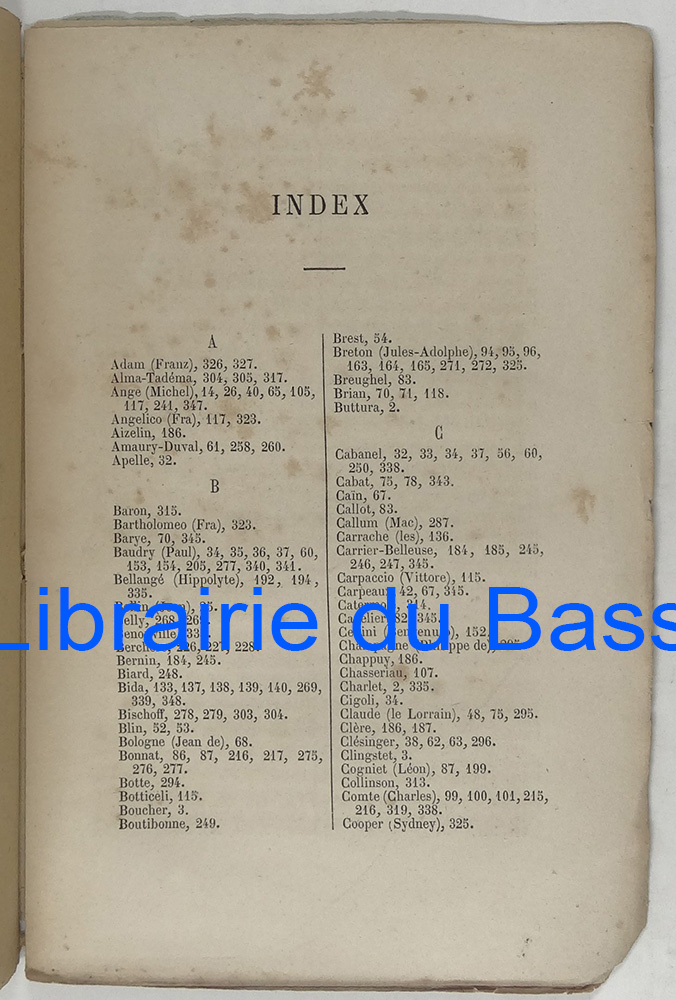 INDEX
A
Adam (Franz), 326, 327.
Alma-Tadéma, 304, 305, 317.
Ange (Michel), 14, 26, 40, 65, 105,
117, 241, 347.
Angelico (Fra), 117, 323.
Aizelin, 186.
Amaury-Duval, 61, 258, 260.
Apelle, 32.
B
Baron, 315.
Bartholomeo (Fra), 323.
Barye, 70, 345.
Baudry (Paul), 34, 35, 36, 37, 60,
153, 154, 205, 277, 340, 341.
Bellangé (Hippolyte), 192, 194,
335.
Librairie du Bass
228.
Bernin, 184, 245.
Biard, 248.
Bida, 133, 137, 138, 139, 140, 269,
339, 348.
Bischoff, 278, 279, 303, 304.
Blin, 52, 53.
Bologne (Jean de), 68.
Bonnat, 86, 87, 216, 217, 275,
276, 277.
Botte, 294.
Botticeli, 115.
Boucher, 3.
Boutibonne, 249.
Brest, 54.
Breton (Jules-Adolphe), 94, 95, 96,
163, 164, 165, 271, 272, 325.
Breughel, 83.
Brian, 70, 71, 118.
Buttura, 2.
C
Cabanel, 32, 33, 34, 37, 56, 60,
250, 338.
Cabat, 75, 78, 343.
Caïn, 67.
Callot, 83.
Callum (Mac), 287.
Carrache (les), 136.
Carrier-Belleuse, 184, 185, 245,
246, 247, 345.
Carpaccio (Vittore), 115.
42, 67, 345.
345.
152,
Chappuy, 186.
Chasseriau, 107.
Charlet, 2, 335.
Cigoli, 34.
Claude (le Lorrain), 48, 75, 295.
Clère, 186, 187.
Clésinger, 38, 62, 63, 296.
Clingstet, 3.
Cogniet (Léon), 87, 199.
Collinson, 313.
Comte (Charles), 99, 100, 101, 215,
216, 319, 338.
Cooper (Sydney), 325.